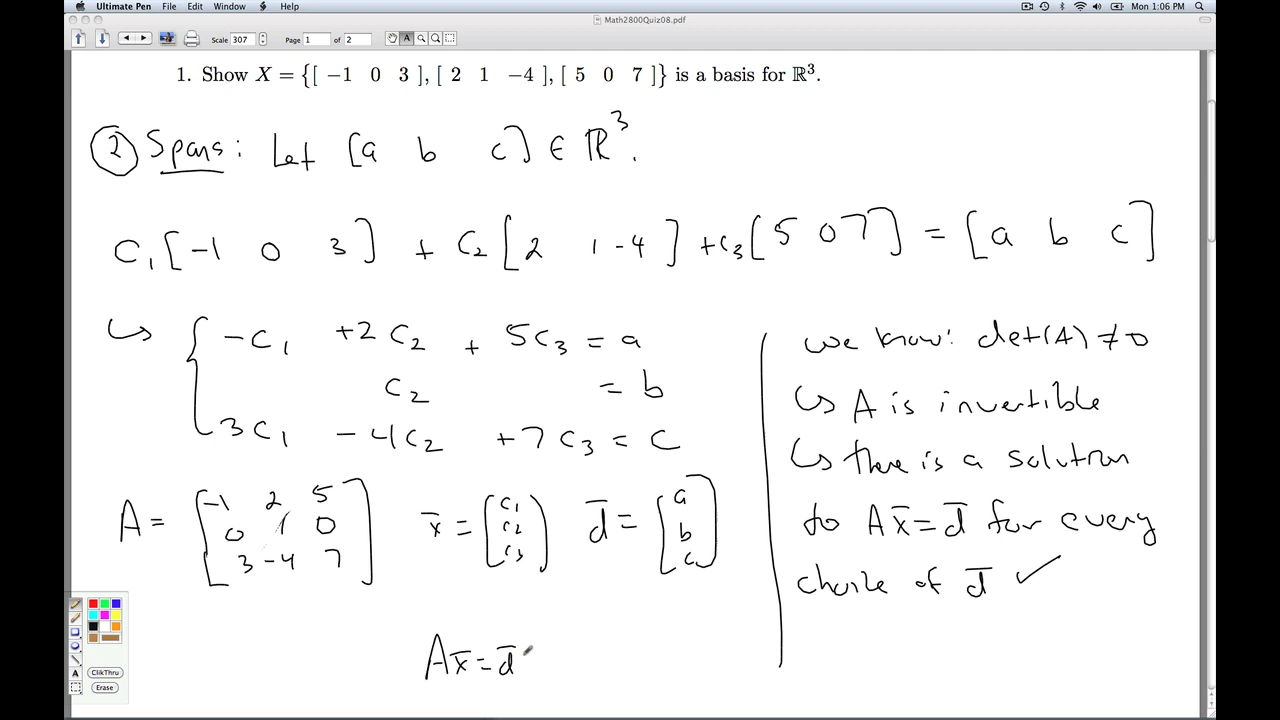 Ultimate Pen File Edit Window Help Mon 1:06 PM
Math2800Quiz08.pdf
Scale 307 Page 1 of 2
1. Show X = {[ −1 0 3 ], [ 2 1 −4 ], [ 5 0 7 ]} is a basis for ℝ³.
② Spans: Let [a b c] ∈ ℝ³.
c₁[-1 0 3] + c₂[2 1 -4] + c₃[5 0 7] = [a b c]
↪ { -c₁ +2c₂ + 5c₃ = a
c₂ = b
3c₁ -4c₂ +7c₃ = c
A = [-1 2 5
0 1 0
3 -4 7]
x̄ = [c₁
c₂
c₃]
d̄ = [a
b
c]
Ax̄ = d̄
we know: det(A) ≠ 0
↪ A is invertible
↪ there is a solution
to Ax̄ = d̄ for every
choice of d̄ ✓
ClikThru
Erase